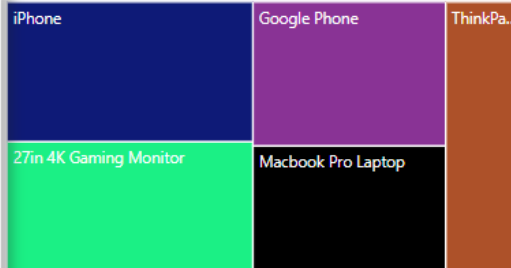 iPhone
Google Phone
ThinkPa...
27in 4K Gaming Monitor
Macbook Pro Laptop